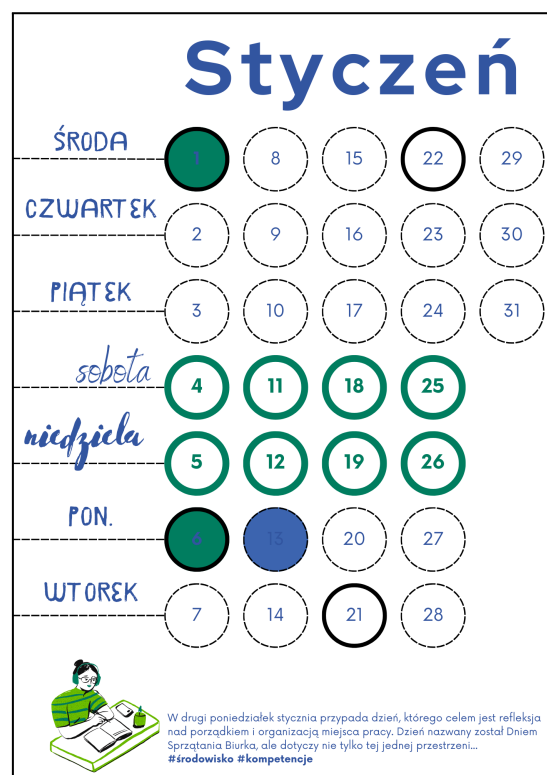 Styczeń
ŚRODA 1 8 15 22 29
CZWARTEK 2 9 16 23 30
PIĄTEK 3 10 17 24 31
sobota 4 11 18 25
niedziela 5 12 19 26
PON. 6 13 20 27
WTOREK 7 14 21 28
W drugi poniedziałek stycznia przypada dzień, którego celem jest refleksja
nad porządkiem i organizacją miejsca pracy. Dzień nazwany został Dniem
Sprzątania Biurka, ale dotyczy nie tylko tej jednej przestrzeni...
#środowisko #kompetencje